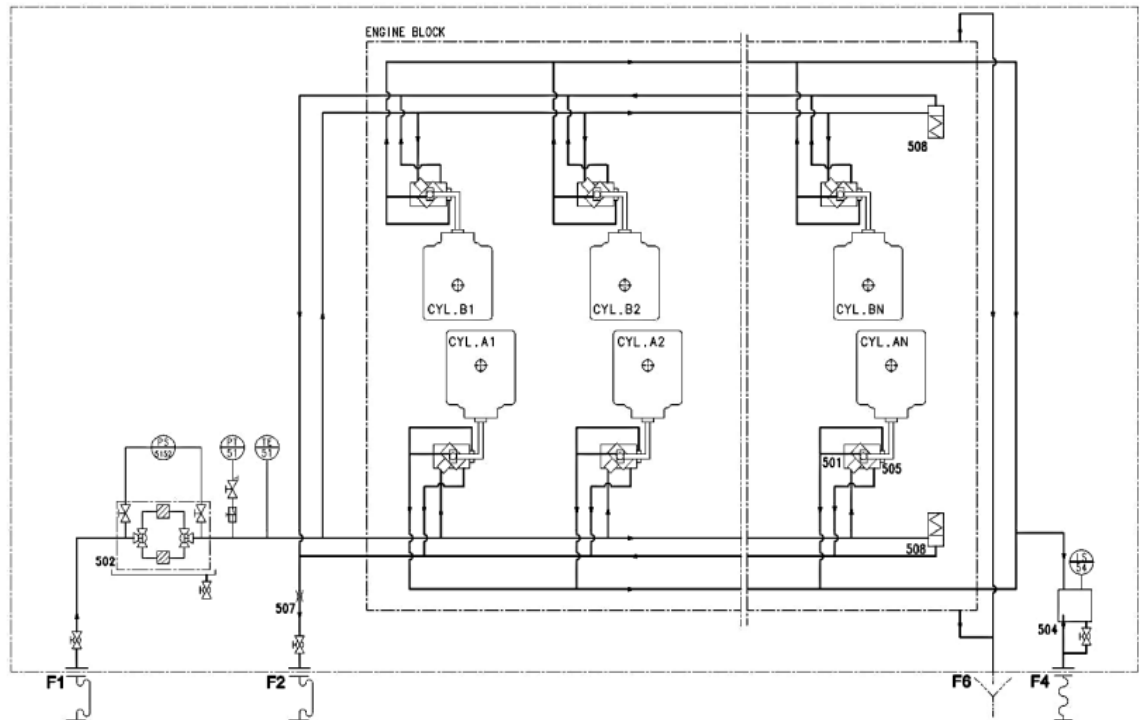 ENGINE BLOCK
508
CYL.B1
CYL.B2
CYL.BN
CYL.A1
CYL.A2
CYL.AN
PS
5152
PT
51
TE
51
501
505
502
508
LS
54
507
504
F1
F2
F6
F4